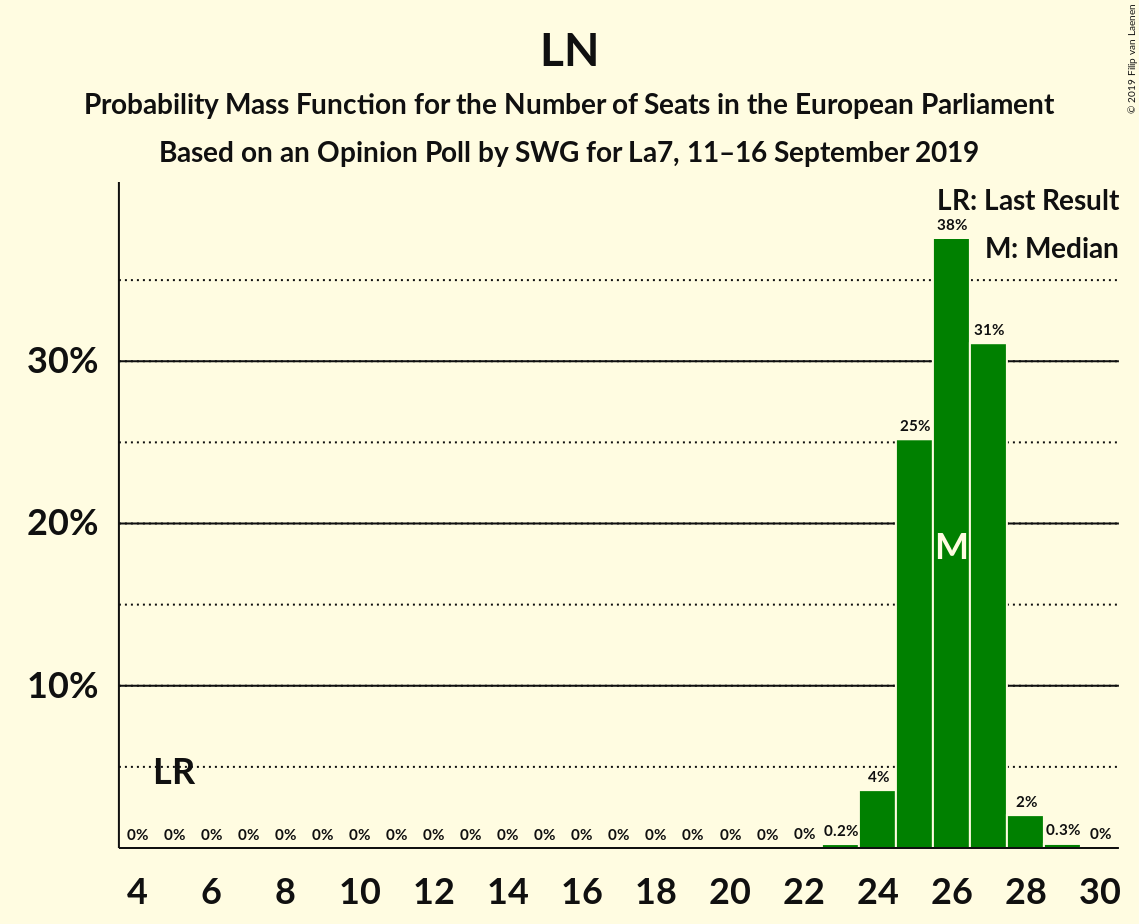 LN
Probability Mass Function for the Number of Seats in the European Parliament
Based on an Opinion Poll by SWG for La7, 11–16 September 2019
© 2019 Filip van Laenen
LR: Last Result
M: Median
38%
31%
30%
25%
20%
M
10%
LR
4%
2%
0% 0% 0% 0% 0% 0% 0% 0% 0% 0% 0% 0% 0% 0% 0% 0% 0% 0% 0% 0.2% 0.3% 0%
4 6 8 10 12 14 16 18 20 22 24 26 28 30